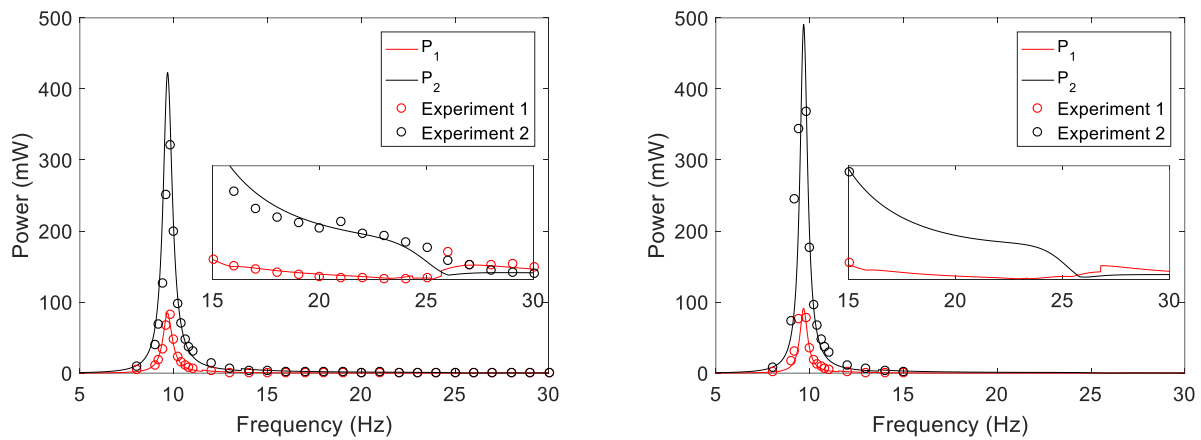 500
400
300
200
100
0
Power (mW)
P1
P2
Experiment 1
Experiment 2
15 20 25 30
5 10 15 20 25 30
Frequency (Hz)
500
400
300
200
100
0
Power (mW)
P1
P2
Experiment 1
Experiment 2
15 20 25 30
5 10 15 20 25 30
Frequency (Hz)